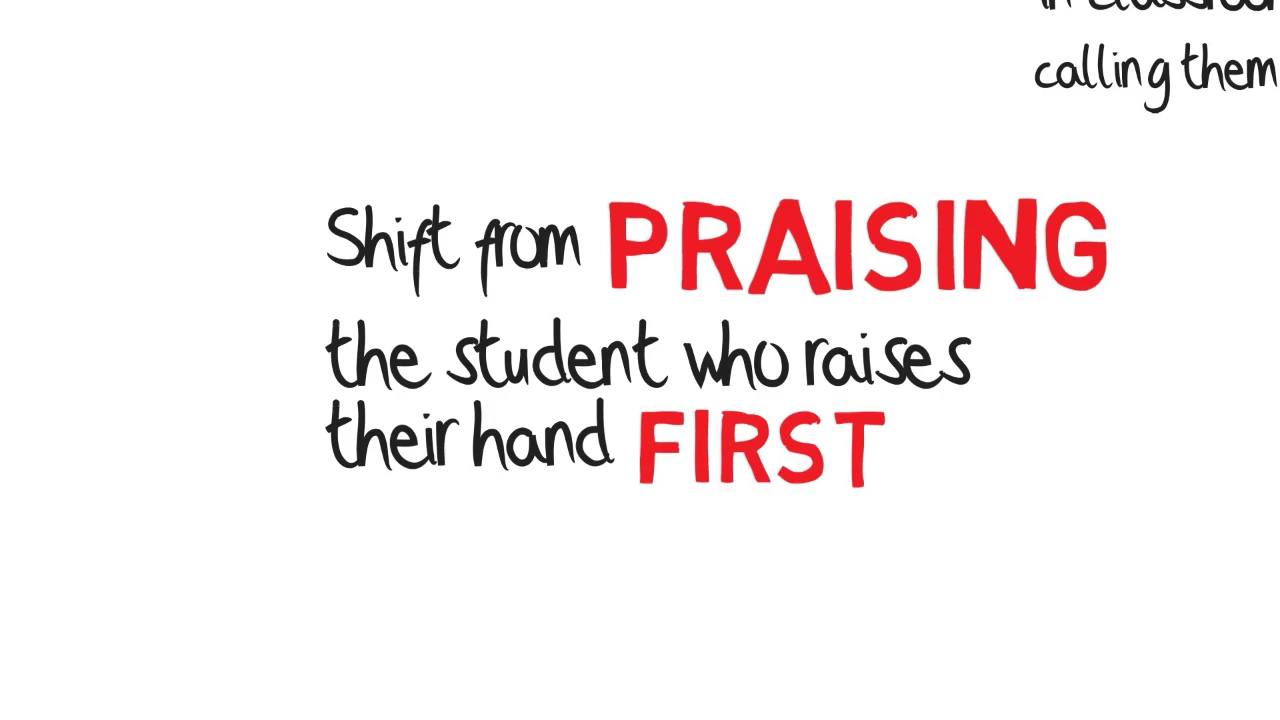 calling them
Shift from PRAISING
the student who raises
their hand FIRST